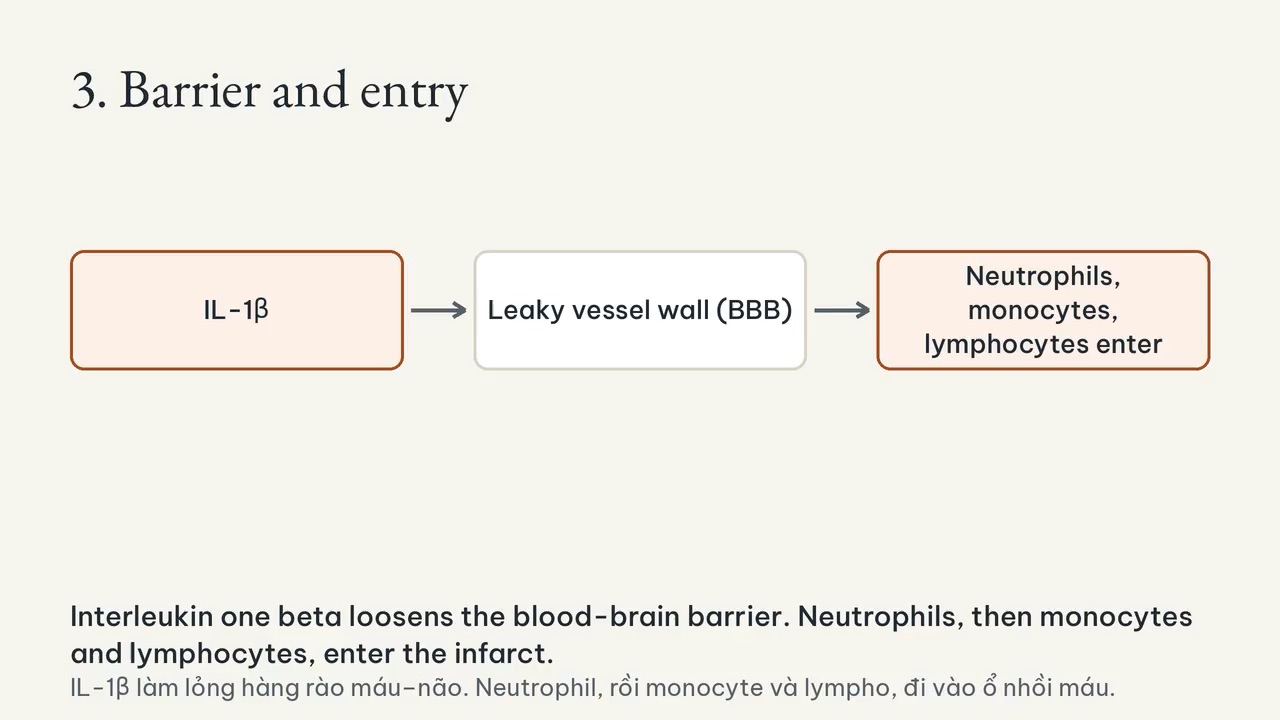 3. Barrier and entry
IL-1β
Leaky vessel wall (BBB)
Neutrophils,
monocytes,
lymphocytes enter
Interleukin one beta loosens the blood-brain barrier. Neutrophils, then monocytes
and lymphocytes, enter the infarct.
IL-1β làm lỏng hàng rào máu–não. Neutrophil, rồi monocyte và lympho, đi vào ổ nhồi máu.